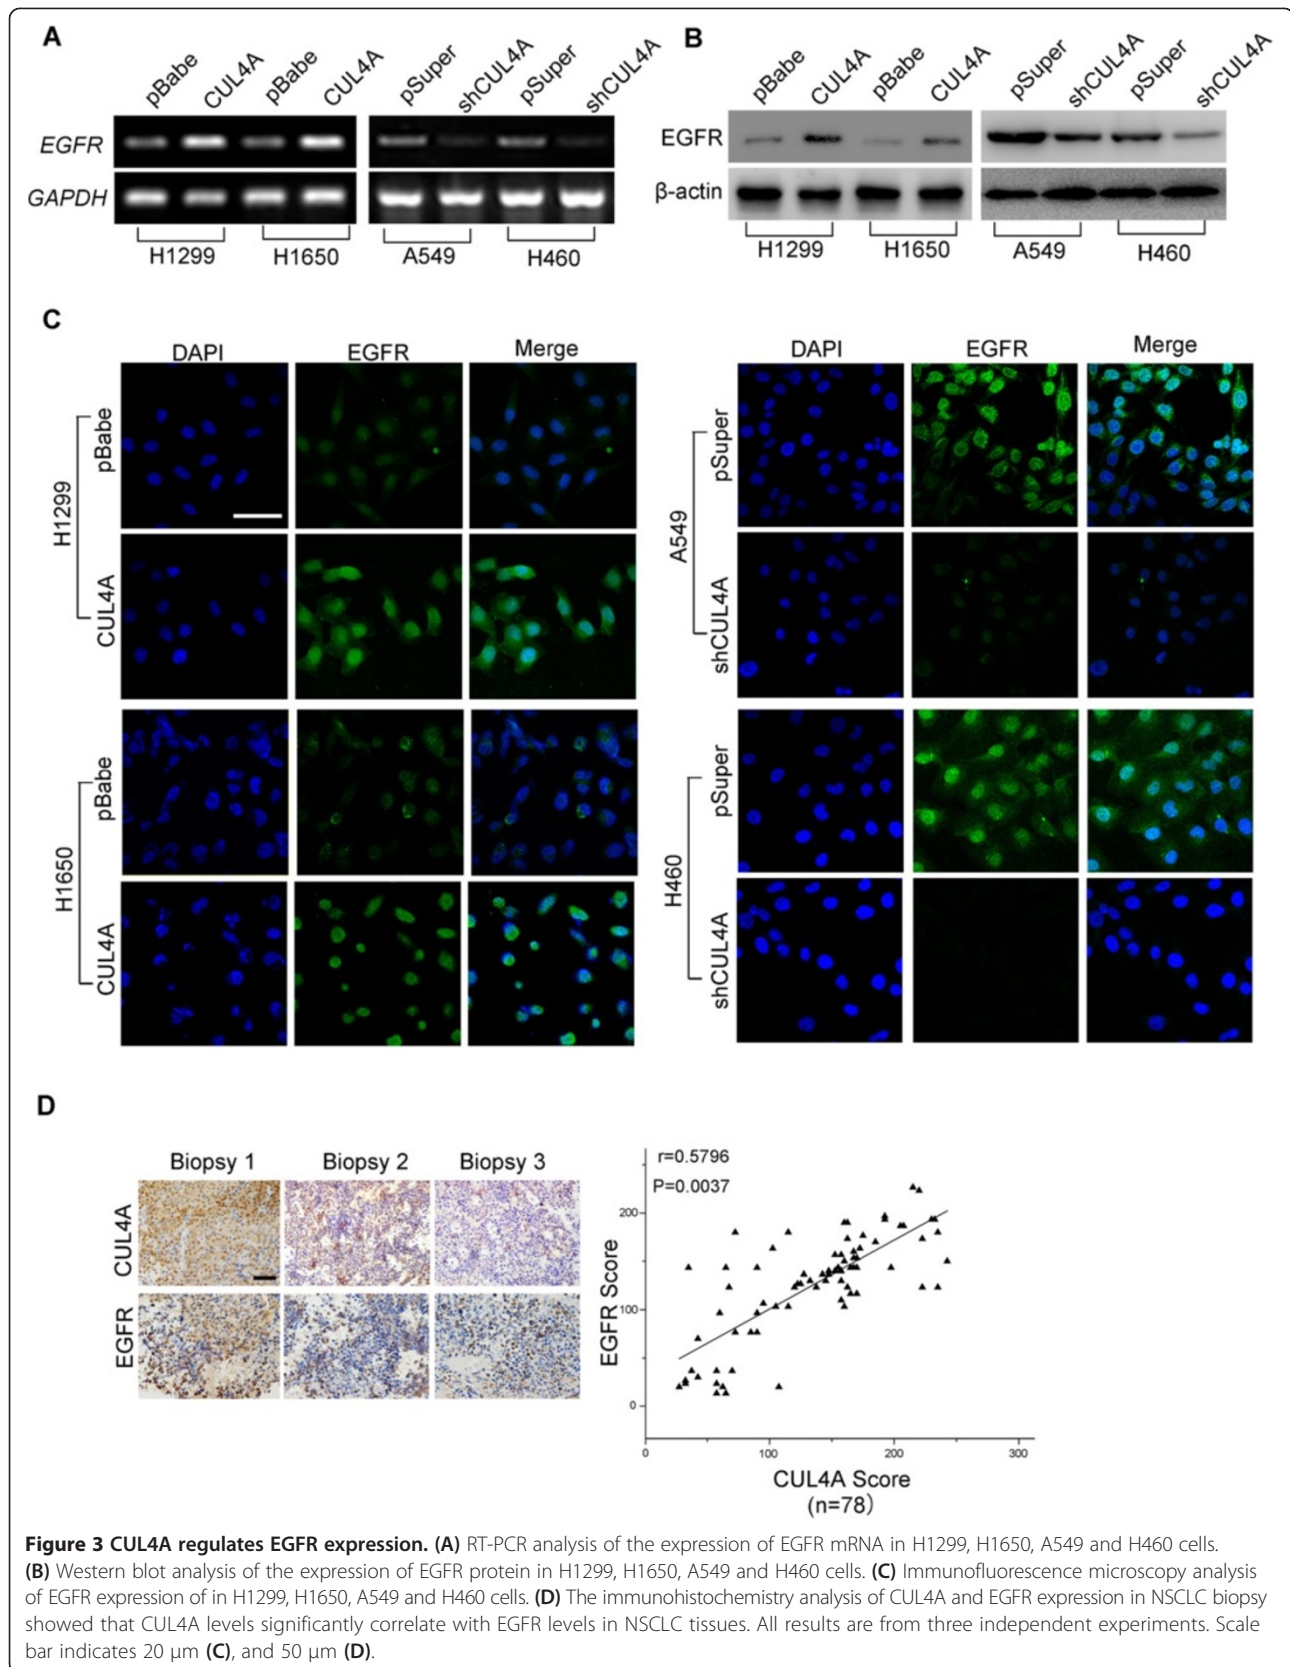 A
pBabe CUL4A pBabe CUL4A pSuper shCUL4A pSuper shCUL4A
EGFR
GAPDH
H1299 H1650 A549 H460
B
pBabe CUL4A pBabe CUL4A pSuper shCUL4A pSuper shCUL4A
EGFR
β-actin
H1299 H1650 A549 H460
C
DAPI EGFR Merge
H1299
pBabe
CUL4A
H1650
pBabe
CUL4A
DAPI EGFR Merge
A549
pSuper
shCUL4A
H460
pSuper
shCUL4A
D
Biopsy 1 Biopsy 2 Biopsy 3
CUL4A
EGFR
r=0.5796
P=0.0037
EGFR Score
200
100
0
0 100 200 300
CUL4A Score
(n=78)
Figure 3 CUL4A regulates EGFR expression. (A) RT-PCR analysis of the expression of EGFR mRNA in H1299, H1650, A549 and H460 cells.
(B) Western blot analysis of the expression of EGFR protein in H1299, H1650, A549 and H460 cells. (C) Immunofluorescence microscopy analysis
of EGFR expression of in H1299, H1650, A549 and H460 cells. (D) The immunohistochemistry analysis of CUL4A and EGFR expression in NSCLC biopsy
showed that CUL4A levels significantly correlate with EGFR levels in NSCLC tissues. All results are from three independent experiments. Scale
bar indicates 20 μm (C), and 50 μm (D).